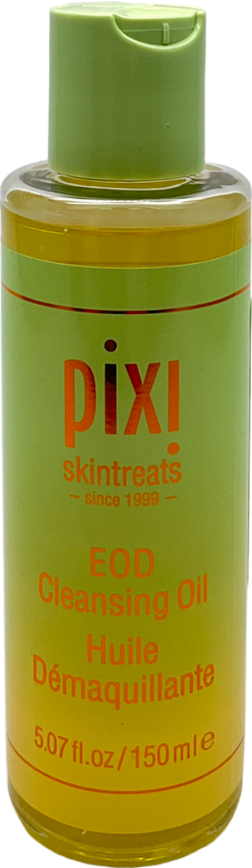 pixi
skintreats
– since 1999 –
EOD
Cleansing Oil
Huile
Démaquillante
5.07 fl.oz/150 ml e